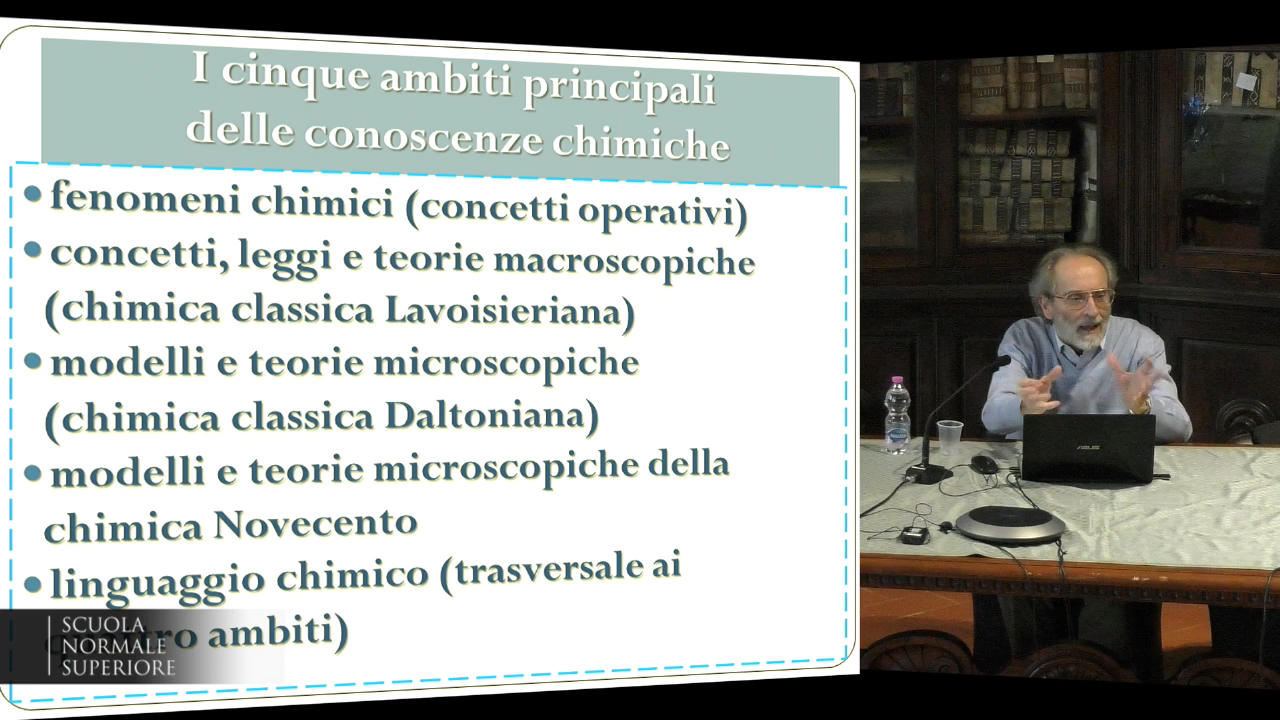 I cinque ambiti principali
delle conoscenze chimiche
• fenomeni chimici (concetti operativi)
• concetti, leggi e teorie macroscopiche
(chimica classica Lavoisieriana)
• modelli e teorie microscopiche
(chimica classica Daltoniana)
• modelli e teorie microscopiche della
chimica Novecento
• linguaggio chimico (trasversale ai
ambiti)
SCUOLA
NORMALE
SUPERIORE
ASUS